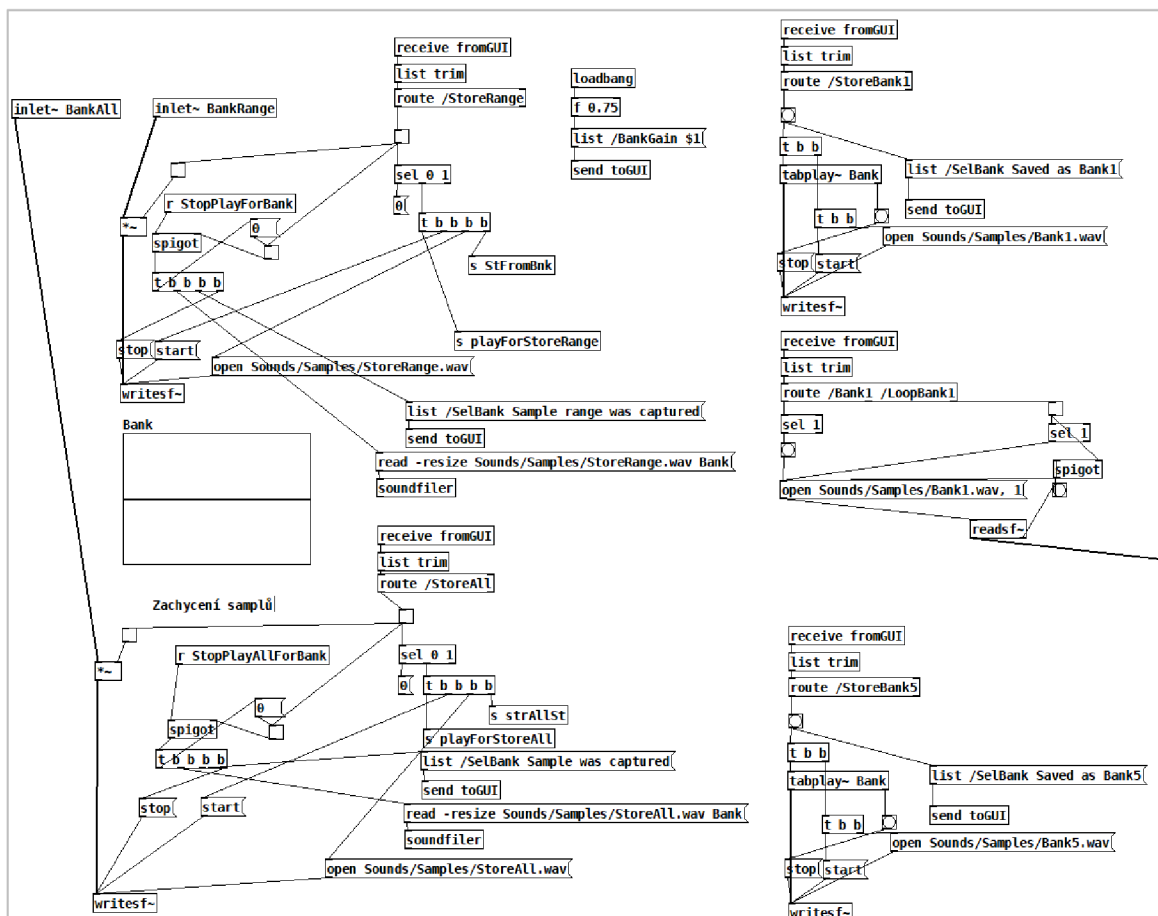 inlet~ BankAll
inlet~ BankRange
receive fromGUI
list trim
route /StoreRange
sel 0 1
0
t b b b b
s StFromBnk
s playForStoreRange
r StopPlayForBank
*~
spigot
0
t b b b b
stop
start
open Sounds/Samples/StoreRange.wav
writesf~
list /SelBank Sample range was captured
send toGUI
read -resize Sounds/Samples/StoreRange.wav Bank
soundfiler
loadbang
f 0.75
list /BankGain $1
send toGUI
Bank
Zachycení samplů
receive fromGUI
list trim
route /StoreAll
sel 0 1
0
t b b b b
s strAllSt
s playForStoreAll
list /SelBank Sample was captured
send toGUI
read -resize Sounds/Samples/StoreAll.wav Bank
soundfiler
open Sounds/Samples/StoreAll.wav
r StopPlayAllForBank
*~
0
spigot
t b b b b
stop
start
writesf~
receive fromGUI
list trim
route /StoreBank1
t b b
list /SelBank Saved as Bank1
send toGUI
tabplay~ Bank
t b b
open Sounds/Samples/Bank1.wav
stop
start
writesf~
receive fromGUI
list trim
route /Bank1 /LoopBank1
sel 1
sel 1
spigot
open Sounds/Samples/Bank1.wav, 1
readsf~
receive fromGUI
list trim
route /StoreBank5
t b b
list /SelBank Saved as Bank5
send toGUI
tabplay~ Bank
t b b
open Sounds/Samples/Bank5.wav
stop
start
writesf~